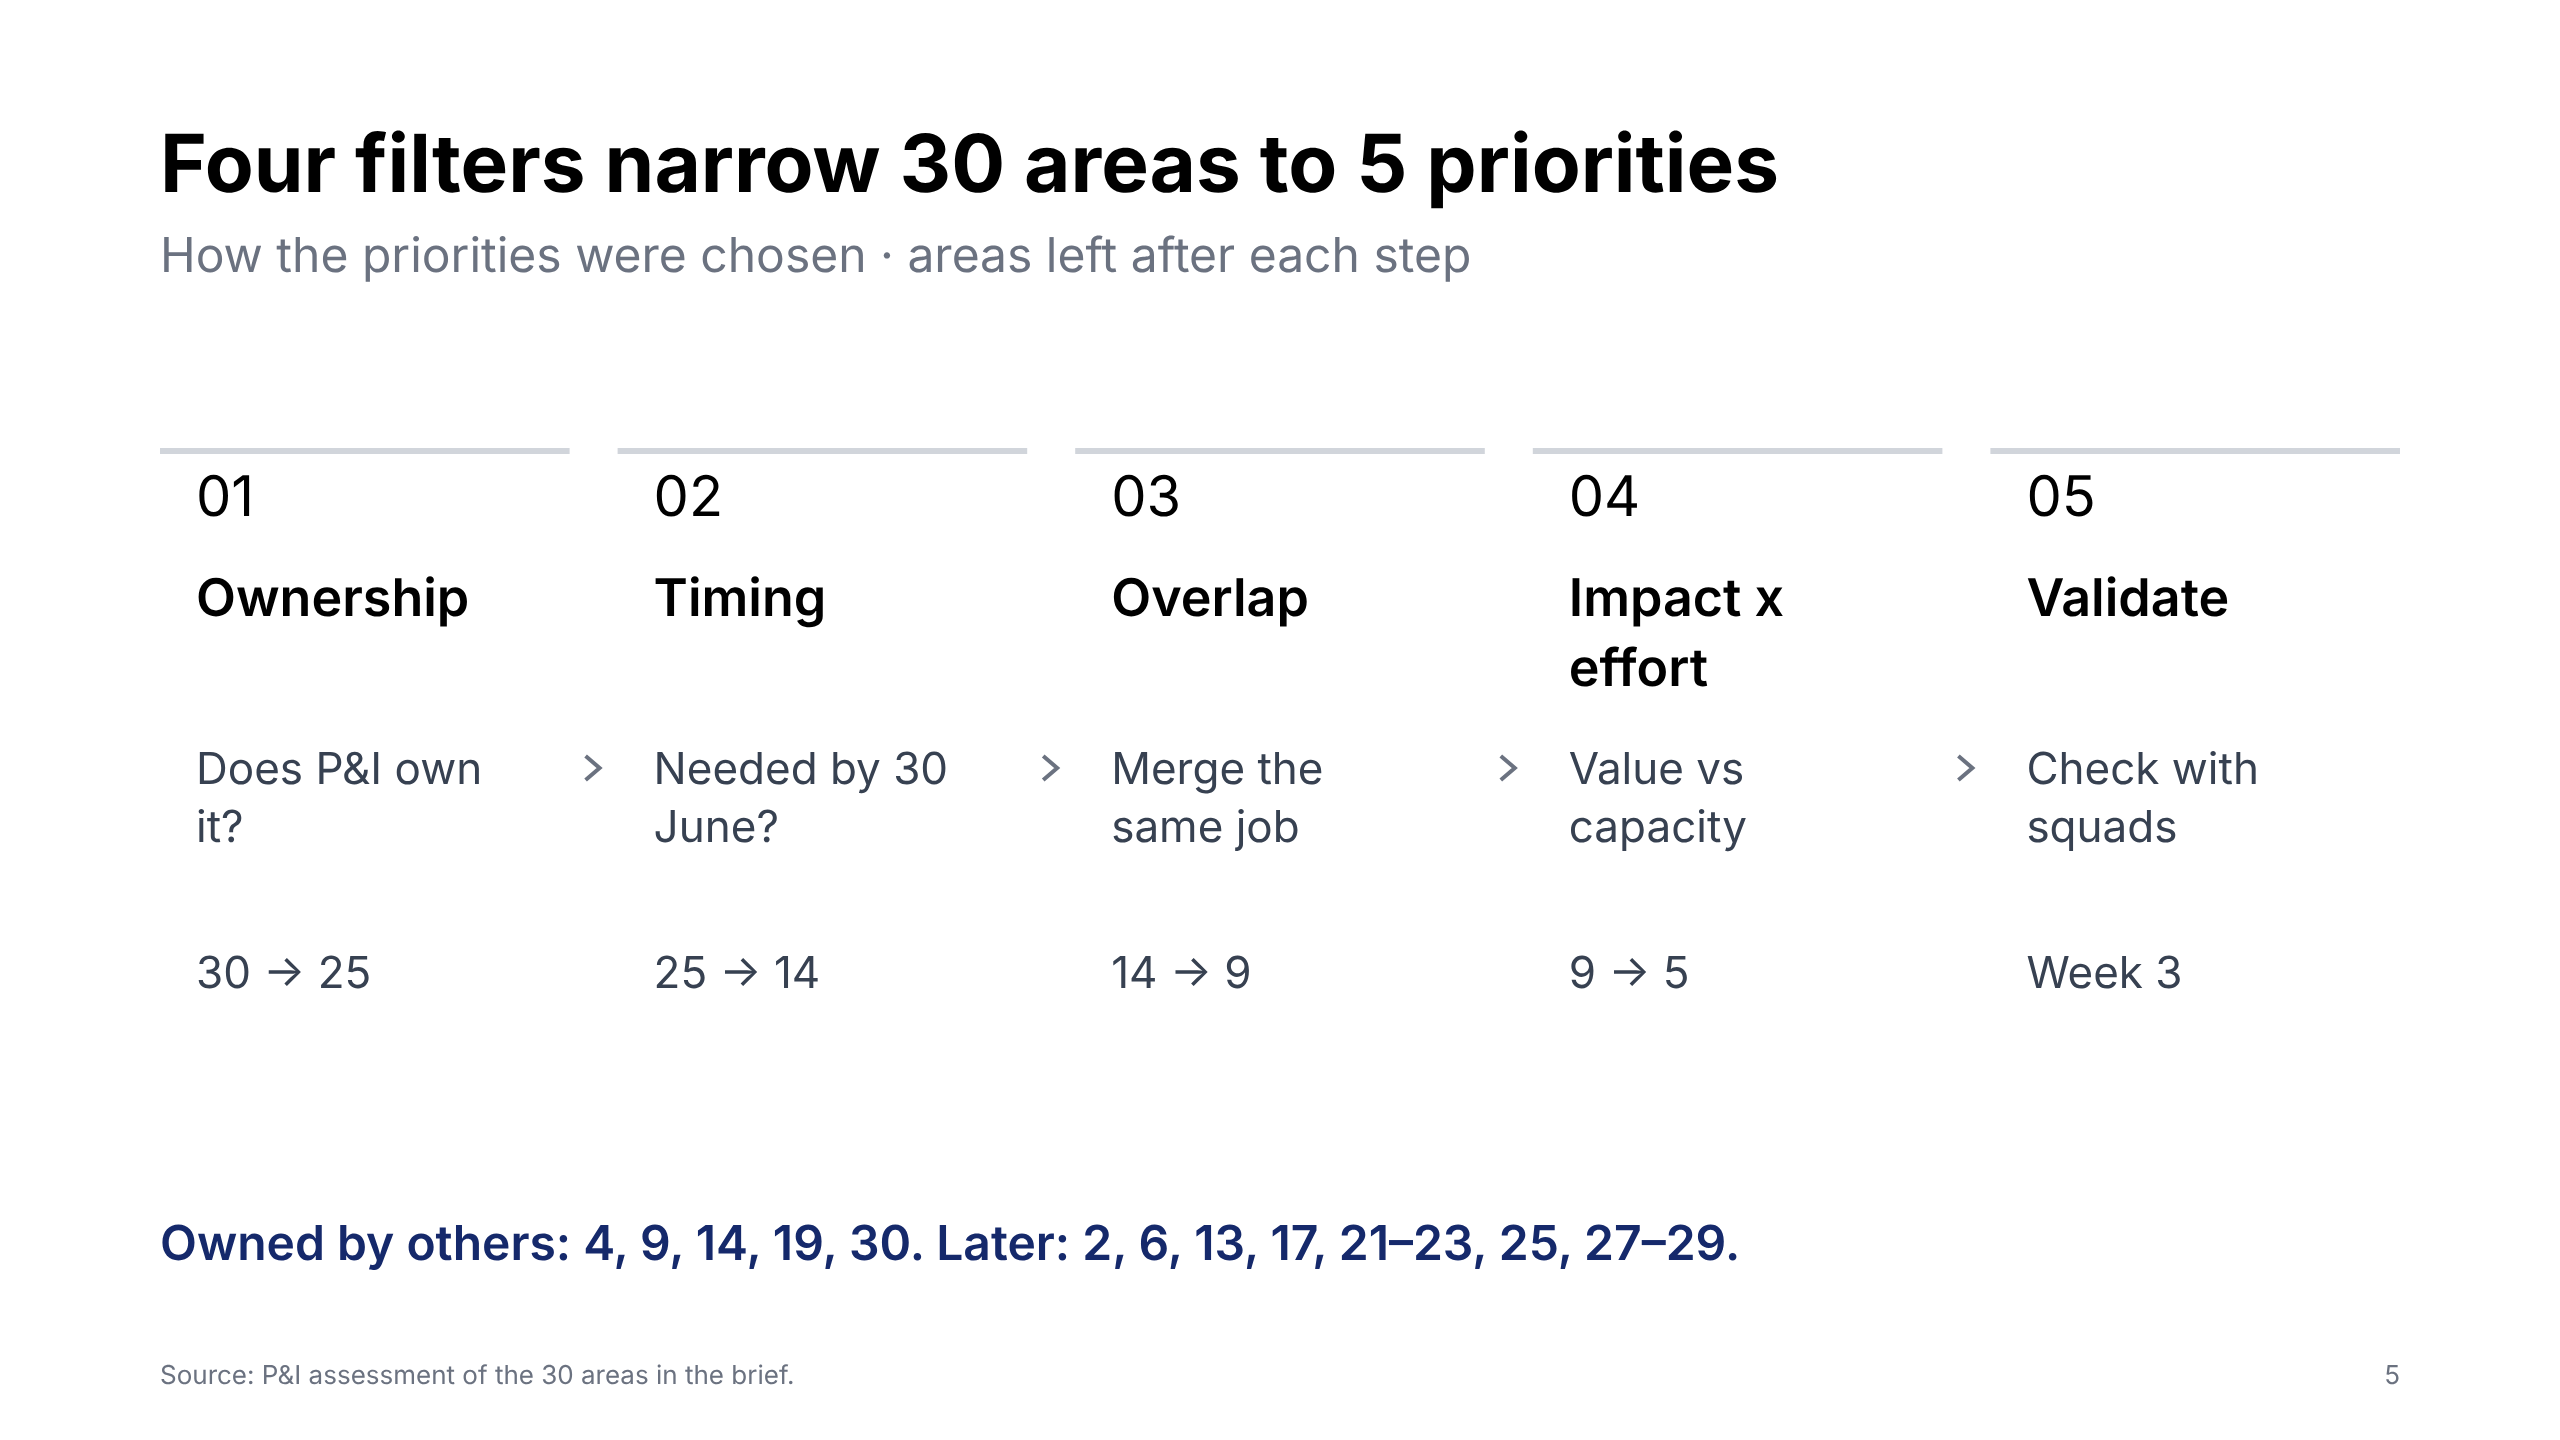 Four filters narrow 30 areas to 5 priorities
How the priorities were chosen · areas left after each step
01
Ownership
Does P&I own
it?
30 → 25
>
02
Timing
Needed by 30
June?
25 → 14
>
03
Overlap
Merge the
same job
14 → 9
>
04
Impact x
effort
Value vs
capacity
9 → 5
>
05
Validate
Check with
squads
Week 3
Owned by others: 4, 9, 14, 19, 30. Later: 2, 6, 13, 17, 21–23, 25, 27–29.
Source: P&I assessment of the 30 areas in the brief.
5